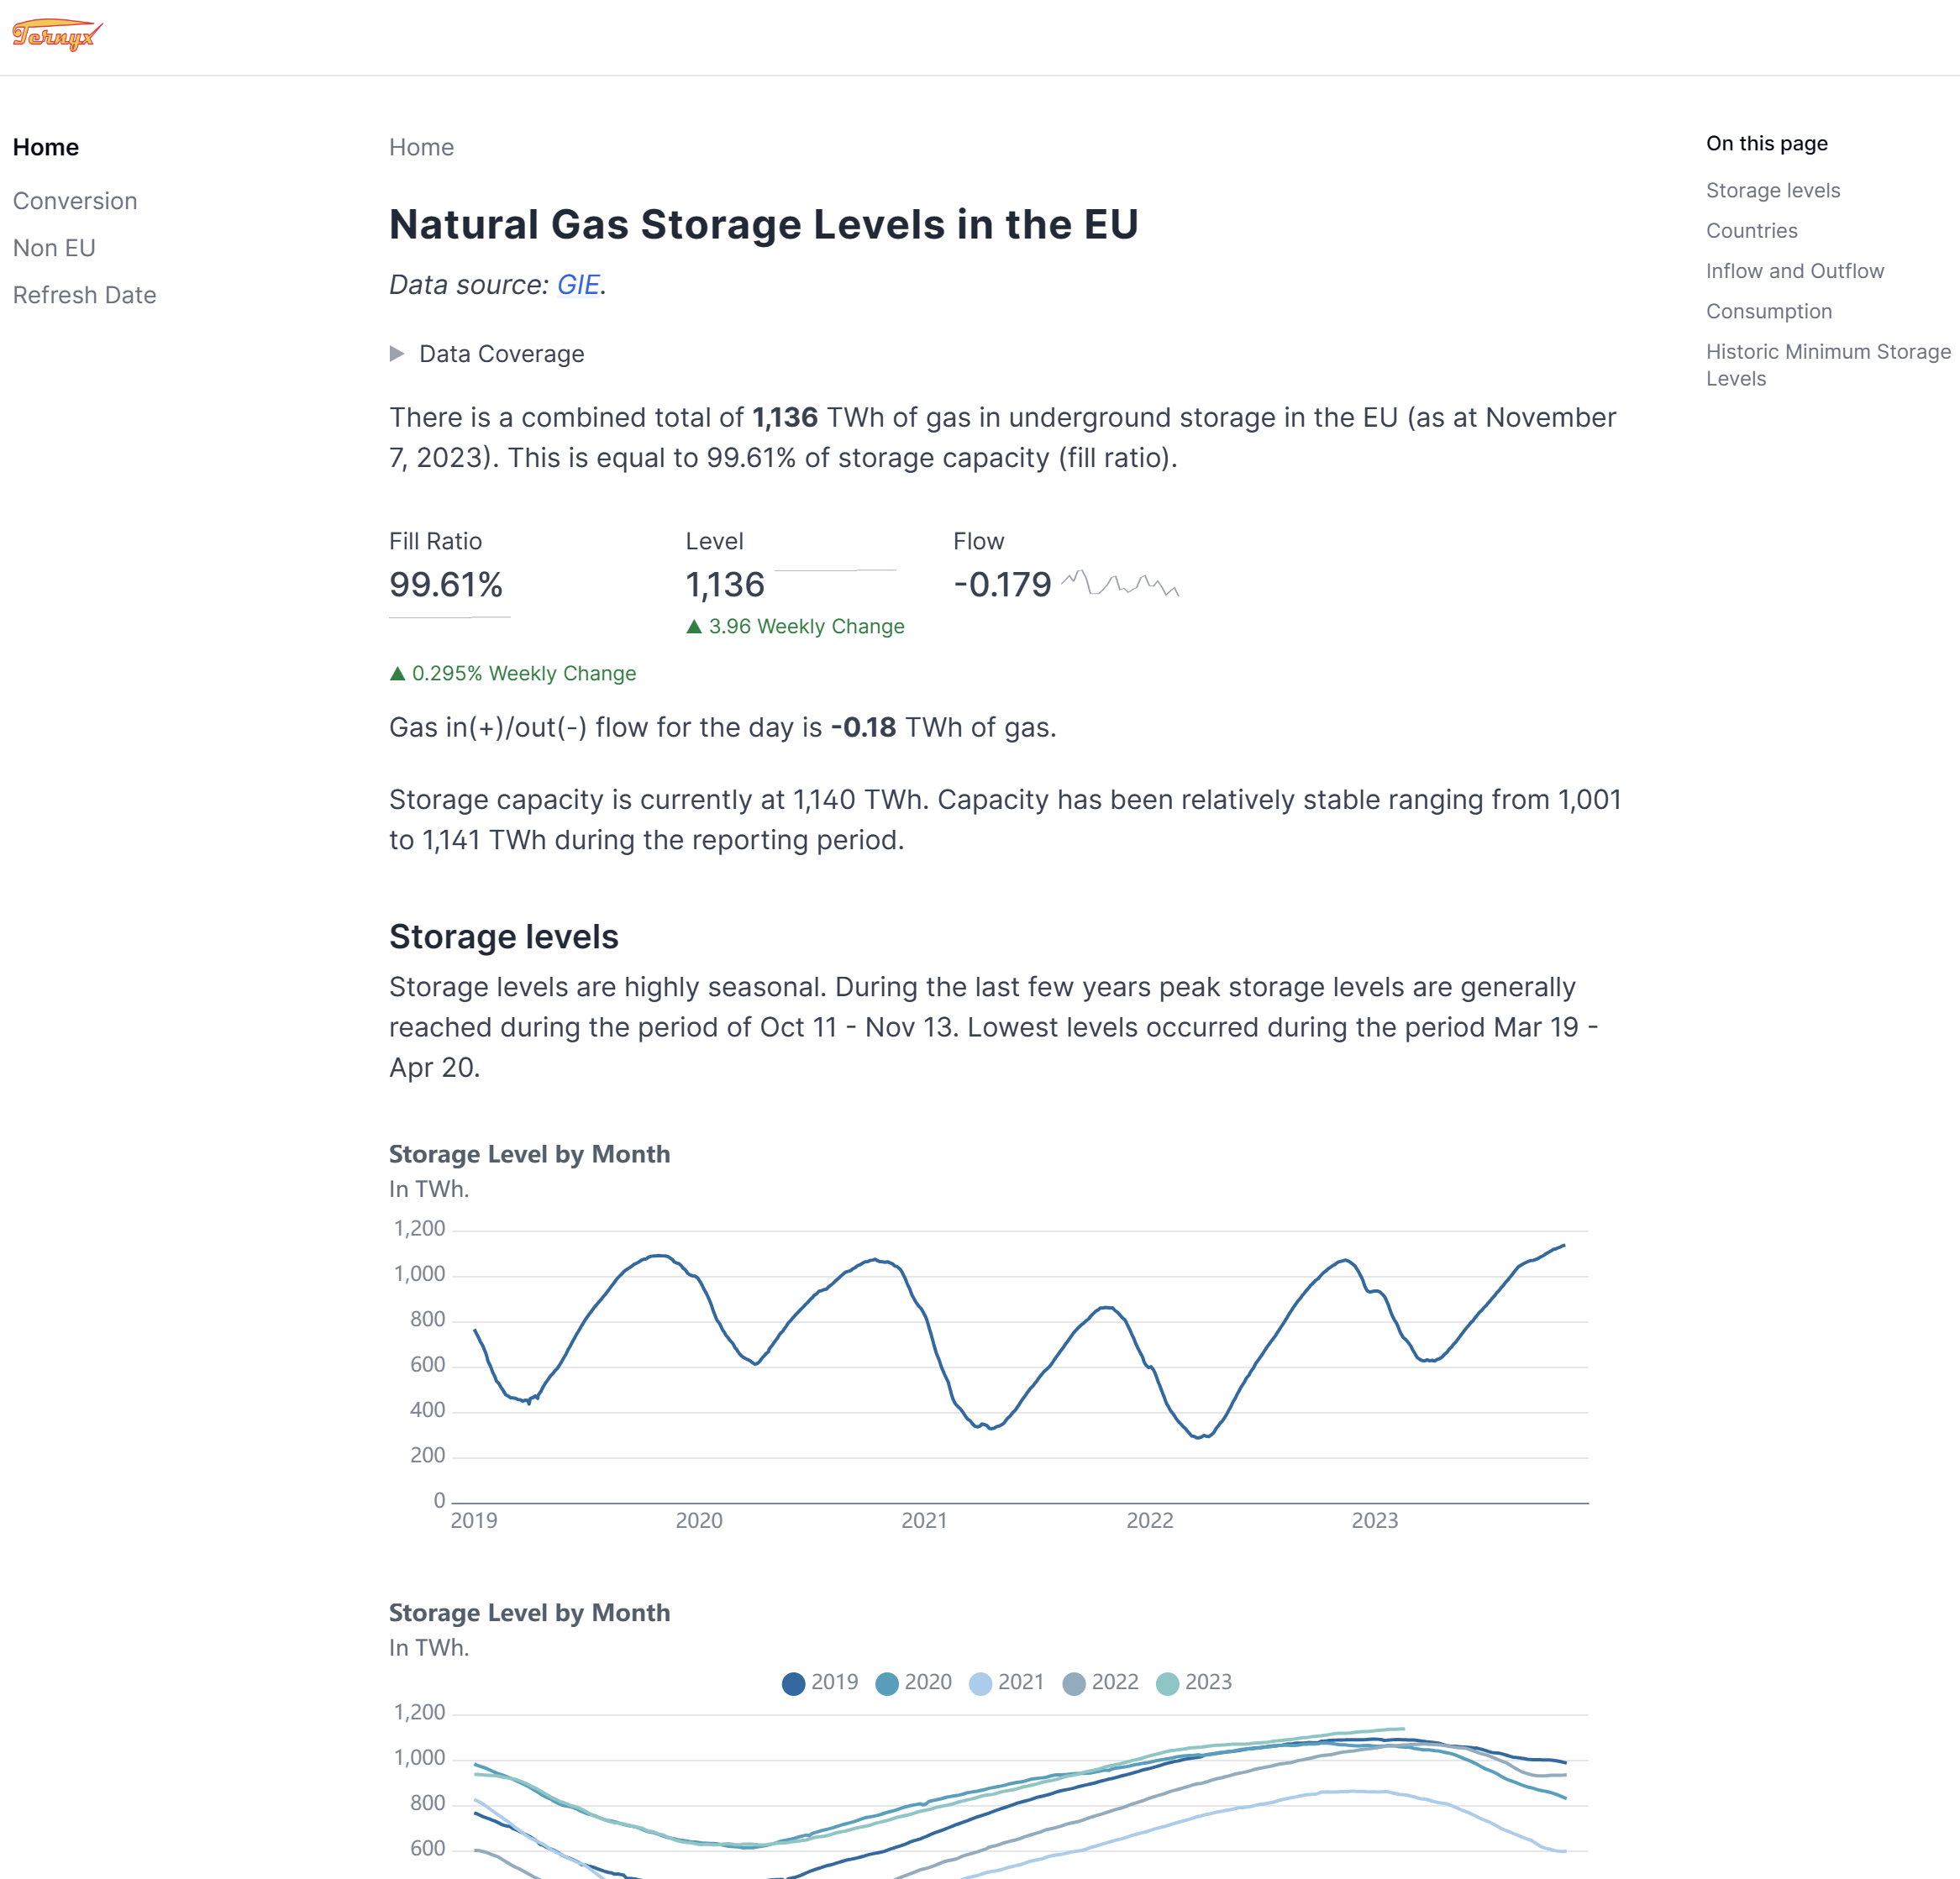 Ternyx
Home
Conversion
Non EU
Refresh Date
Home
Natural Gas Storage Levels in the EU
Data source: GIE.
▶ Data Coverage
There is a combined total of 1,136 TWh of gas in underground storage in the EU (as at November
7, 2023). This is equal to 99.61% of storage capacity (fill ratio).
Fill Ratio
99.61%
▲ 0.295% Weekly Change
Level
1,136
▲ 3.96 Weekly Change
Flow
-0.179
Gas in(+)/out(-) flow for the day is -0.18 TWh of gas.
Storage capacity is currently at 1,140 TWh. Capacity has been relatively stable ranging from 1,001
to 1,141 TWh during the reporting period.
Storage levels
Storage levels are highly seasonal. During the last few years peak storage levels are generally
reached during the period of Oct 11 - Nov 13. Lowest levels occurred during the period Mar 19 -
Apr 20.
Storage Level by Month
In TWh.
1,200
1,000
800
600
400
200
0
2019 2020 2021 2022 2023
Storage Level by Month
In TWh.
2019 2020 2021 2022 2023
1,200
1,000
800
600
On this page
Storage levels
Countries
Inflow and Outflow
Consumption
Historic Minimum Storage
Levels